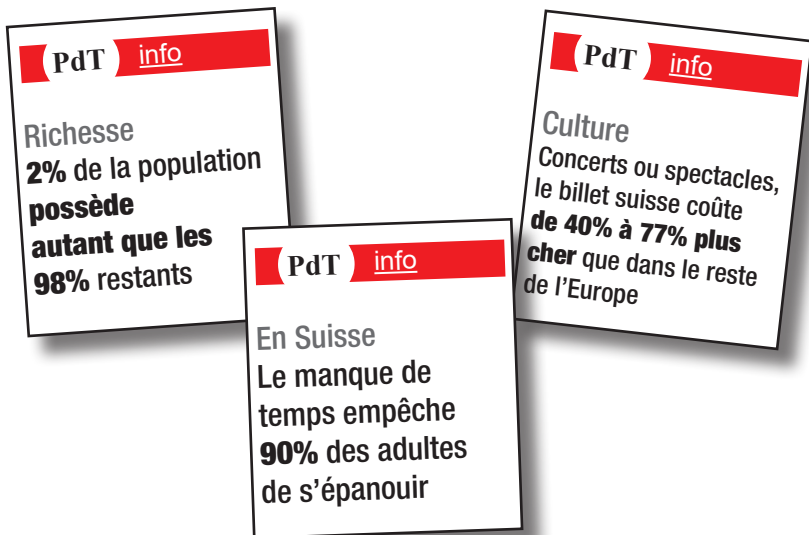 PdT info
Richesse
2% de la population
possède
autant que les
98% restants
PdT info
En Suisse
Le manque de
temps empêche
90% des adultes
de s'épanouir
PdT info
Culture
Concerts ou spectacles,
le billet suisse coûte
de 40% à 77% plus
cher que dans le reste
de l'Europe